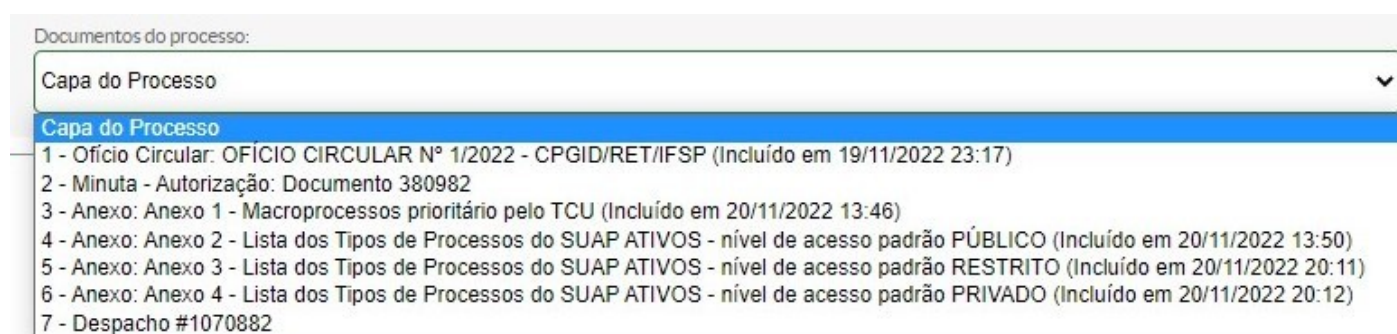 Documentos do processo:
Capa do Processo
Capa do Processo
1 - Ofício Circular: OFÍCIO CIRCULAR Nº 1/2022 - CPGID/RET/IFSP (Incluído em 19/11/2022 23:17)
2 - Minuta - Autorização: Documento 380982
3 - Anexo: Anexo 1 - Macroprocessos prioritário pelo TCU (Incluído em 20/11/2022 13:46)
4 - Anexo: Anexo 2 - Lista dos Tipos de Processos do SUAP ATIVOS - nível de acesso padrão PÚBLICO (Incluído em 20/11/2022 13:50)
5 - Anexo: Anexo 3 - Lista dos Tipos de Processos do SUAP ATIVOS - nível de acesso padrão RESTRITO (Incluído em 20/11/2022 20:11)
6 - Anexo: Anexo 4 - Lista dos Tipos de Processos do SUAP ATIVOS - nível de acesso padrão PRIVADO (Incluído em 20/11/2022 20:12)
7 - Despacho #1070882